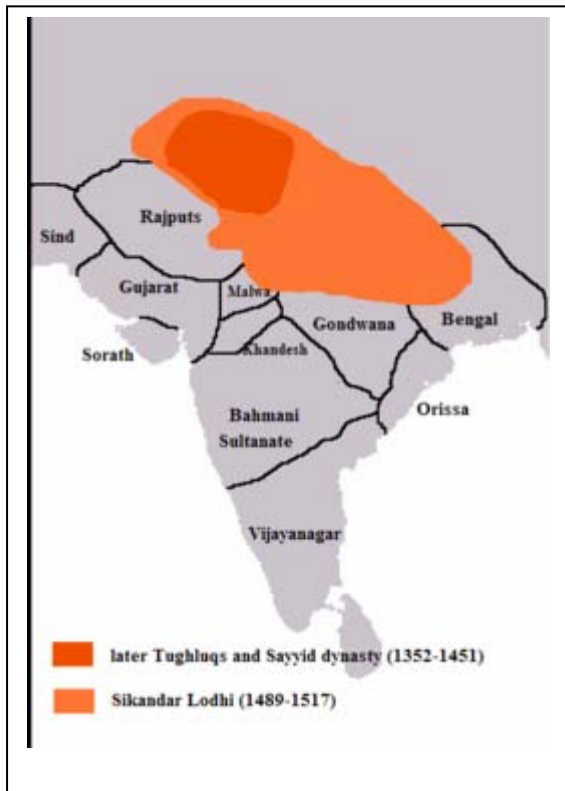 Rajputs
Sind
Gujarat
Malwa
Gondwana
Bengal
Sorath
Khandesh
Bahmani
Sultanate
Orissa
Vijayanagar
later Tughluqs and Sayyid dynasty (1352-1451)
Sikandar Lodhi (1489-1517)